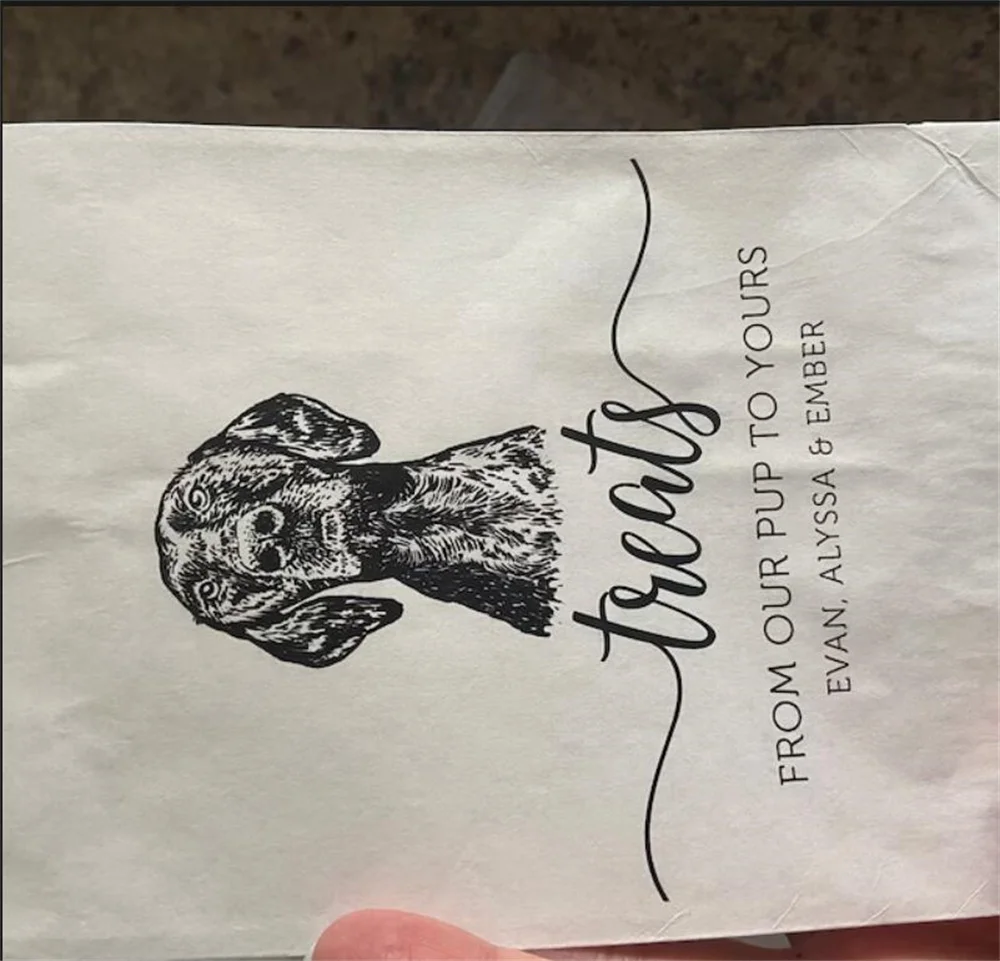 treats
FROM OUR PUP TO YOURS
EVAN, ALYSSA & EMBER